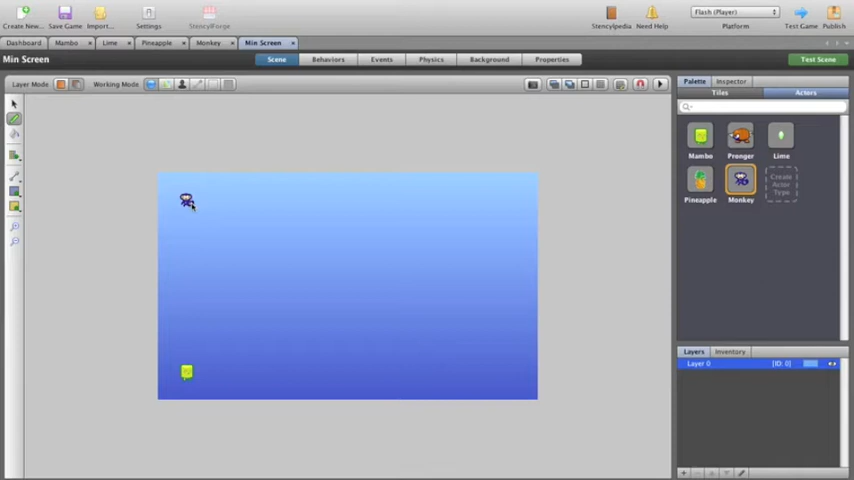 Create New... Save Game Import... Settings StencylForge Stencylpedia Need Help Flash (Player) Platform Test Game Publish
Dashboard Mambo Lime Pineapple Monkey Min Screen
Min Screen Scene Behaviors Events Physics Background Properties Test Scene
Layer Mode Working Mode
Palette Inspector
Tiles Actors
Mambo Pronger Lime
Create Actor Type
Pineapple Monkey
Layers Inventory
Layer 0 [ID: 0]